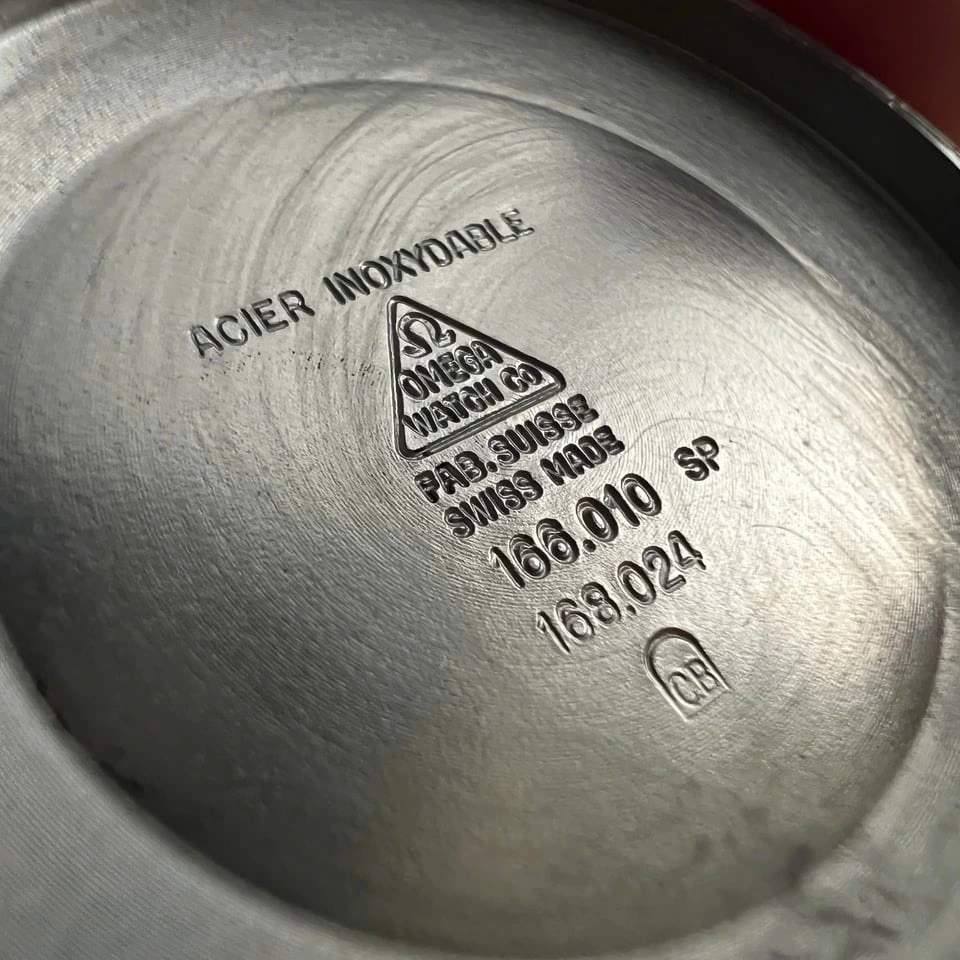 ACIER INOXYDABLE
Ω
OMEGA
WATCH Co
FAB. SUISSE
SWISS MADE
166.010 SP
168.024
CB